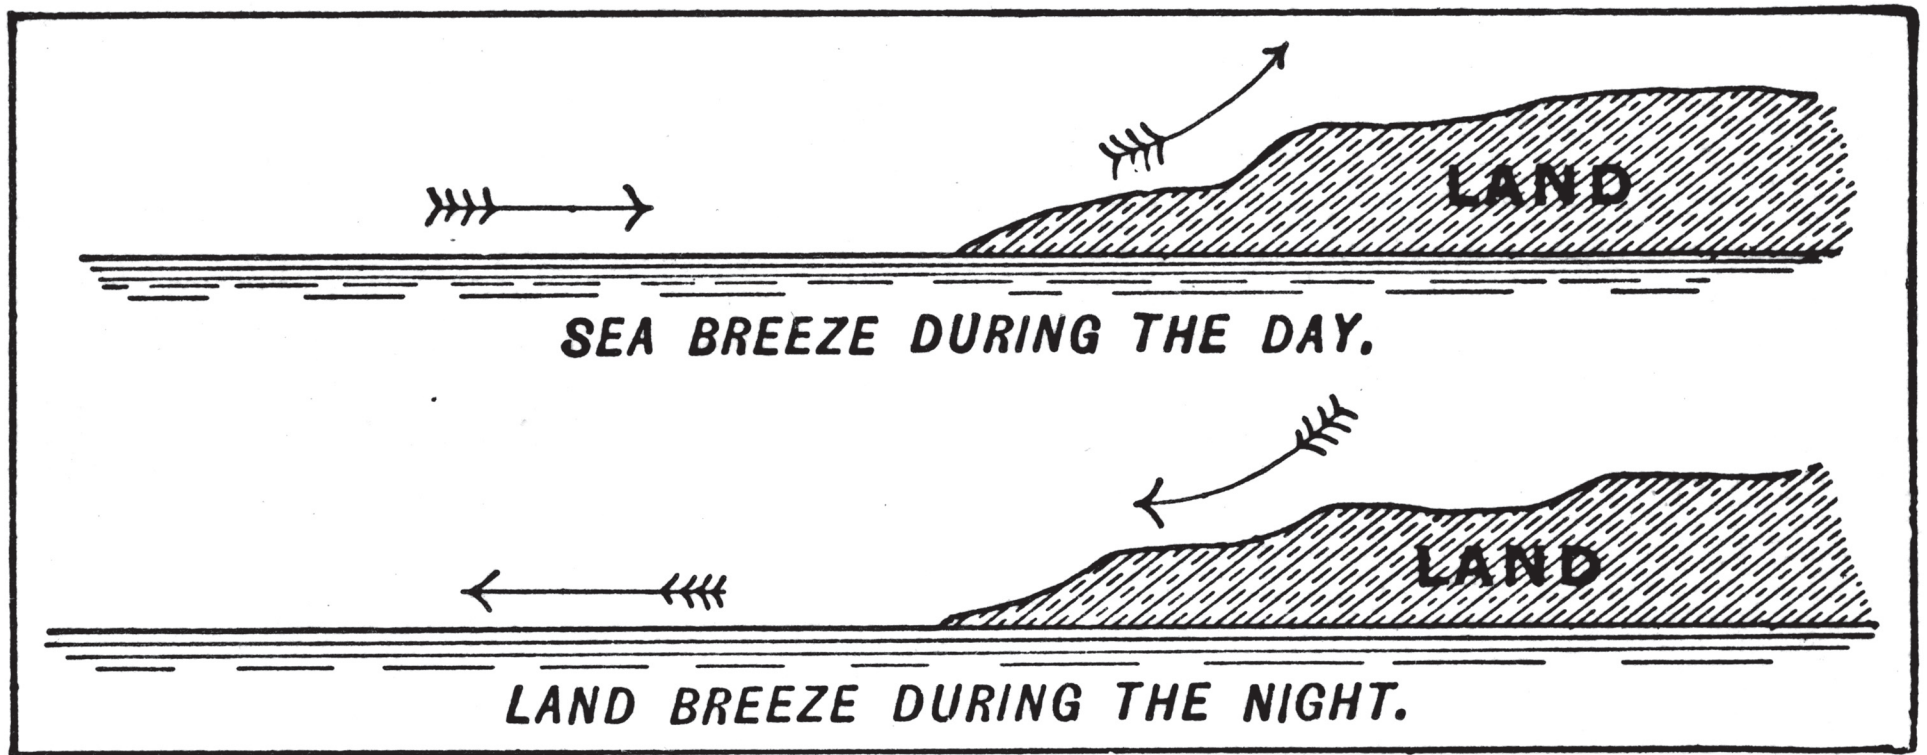 LAND
SEA BREEZE DURING THE DAY.
LAND
LAND BREEZE DURING THE NIGHT.